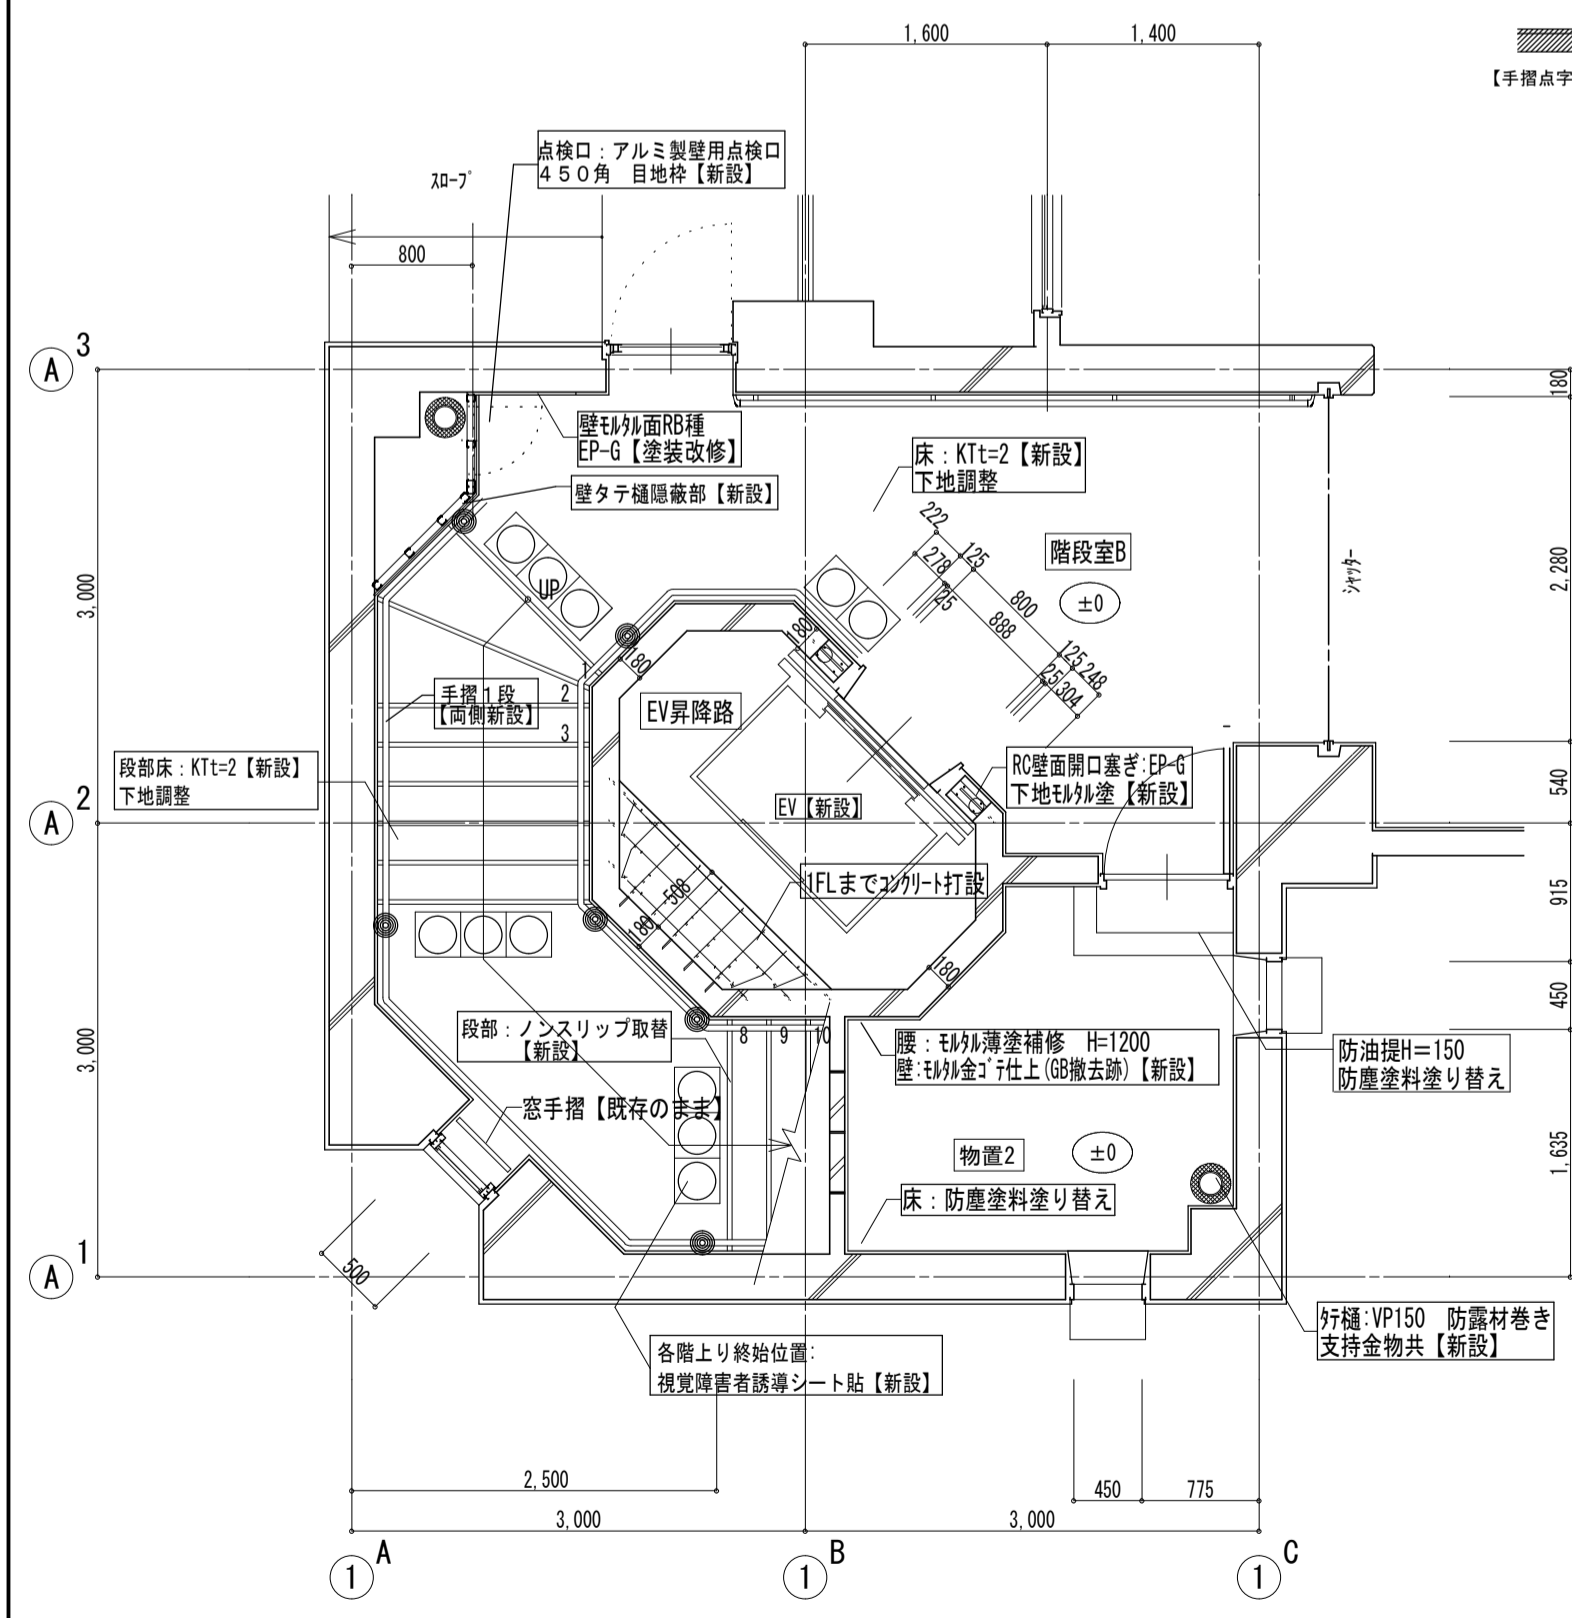 1,600
1,400
【手摺点字
点検口：アルミ製壁用点検口
４５０角　目地枠【新設】
ｽﾛｰﾌﾟ
800
A3
180
壁ﾓﾙﾀﾙ面RB種
EP-G【塗装改修】
床：KTt=2【新設】
下地調整
壁タテ樋隠蔽部【新設】
222
278
125
25
800
888
125
25
248
304
階段室B
±0
ｼｬｯﾀｰ
2,280
3,000
UP
180
180
1
2
3
手摺１段
【両側新設】
EV昇降路
段部床：KTt=2【新設】
下地調整
RC壁面開口塞ぎ:EP-G
下地ﾓﾙﾀﾙ塗【新設】
EV【新設】
540
A2
1FLまでｺﾝｸﾘｰﾄ打設
508
180
180
915
450
段部：ノンスリップ取替
【新設】
8
9
10
腰：ﾓﾙﾀﾙ薄塗補修　H=1200
壁:ﾓﾙﾀﾙ金ｺﾞﾃ仕上(GB撤去跡)【新設】
防油提H＝150
防塵塗料塗り替え
3,000
窓手摺【既存のまま】
物置2
±0
1,635
床：防塵塗料塗り替え
A1
500
ﾀﾃ樋:VP150　防露材巻き
支持金物共【新設】
各階上り終始位置：
視覚障害者誘導シート貼【新設】
2,500
450
775
3,000
3,000
1A
1B
1C